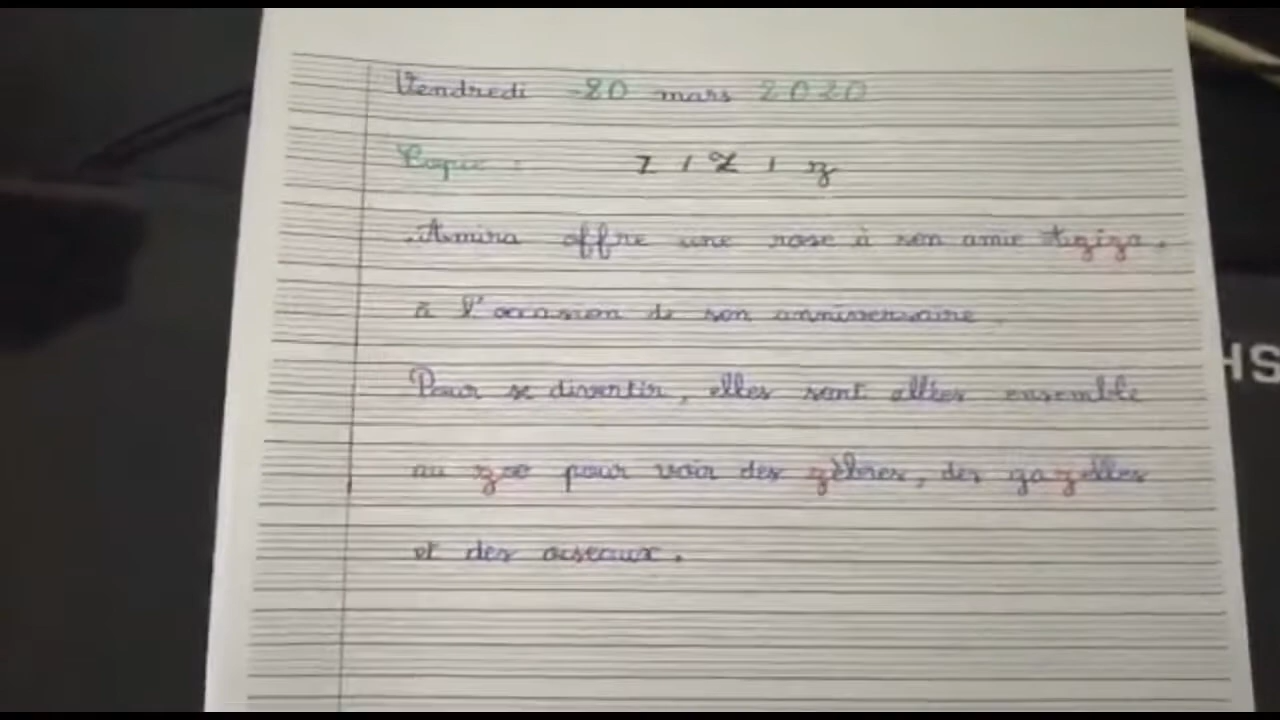 Vendredi 20 mars 2020
Copie : z / Z / z
Amira offre une rose à son amie Aziza.
à l'occasion de son anniversaire.
Pour se divertir, elles sont allées ensemble
au zoo pour voir des zèbres, des gazelles
et des oiseaux.
HS